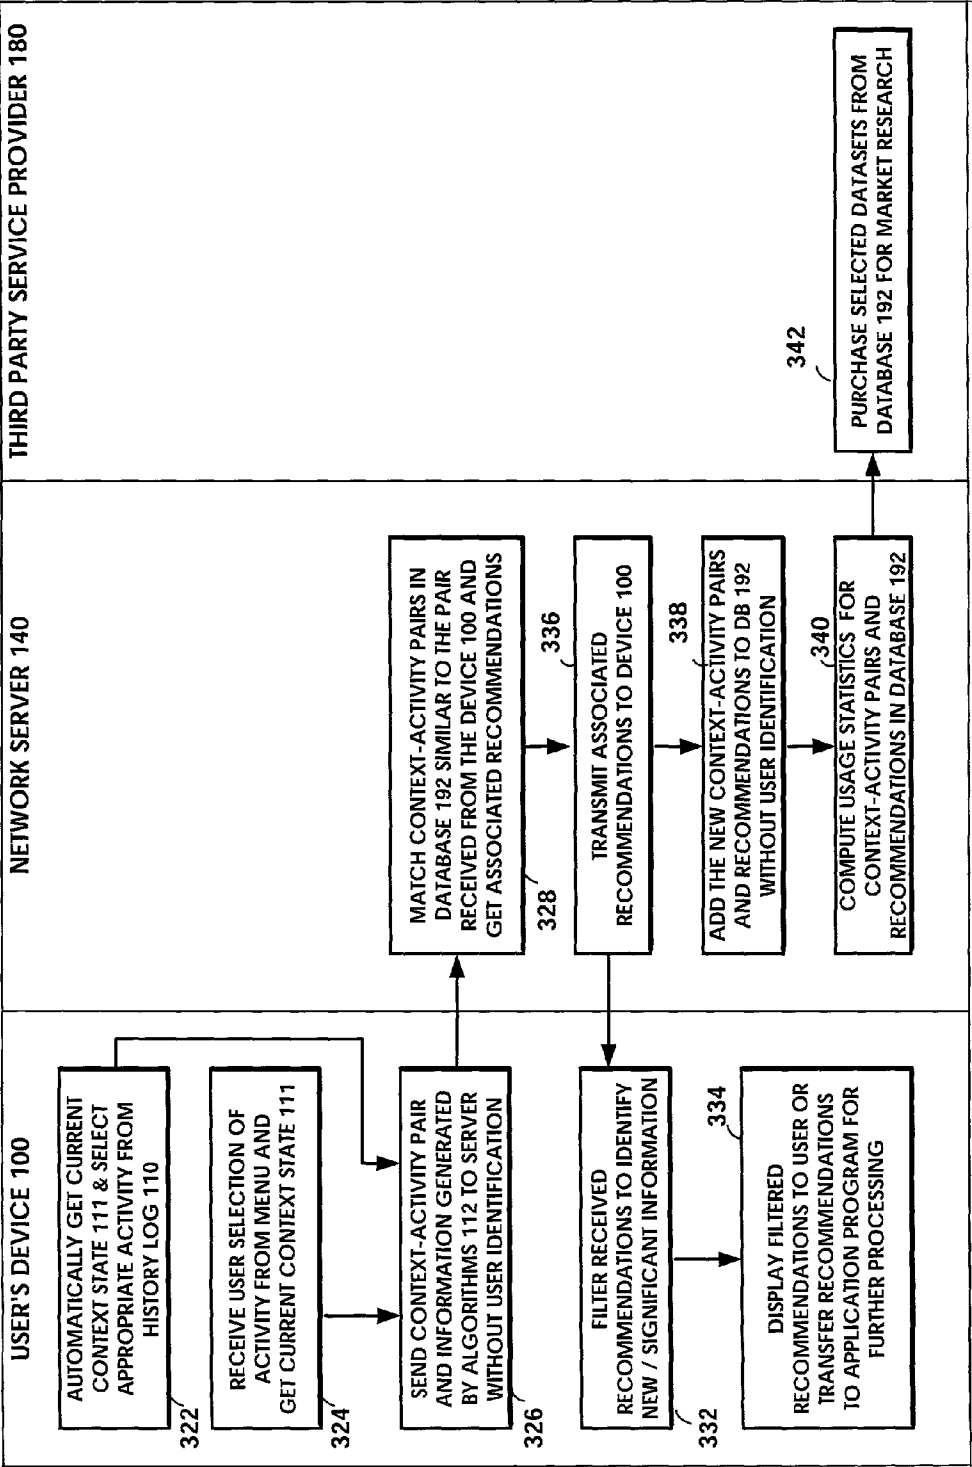 USER'S DEVICE 100
AUTOMATICALLY GET CURRENT
CONTEXT STATE 111 & SELECT
APPROPRIATE ACTIVITY FROM
HISTORY LOG 110
322
RECEIVE USER SELECTION OF
ACTIVITY FROM MENU AND
GET CURRENT CONTEXT STATE 111
324
SEND CONTEXT-ACTIVITY PAIR
AND INFORMATION GENERATED
BY ALGORITHMS 112 TO SERVER
WITHOUT USER IDENTIFICATION
326
FILTER RECEIVED
RECOMMENDATIONS TO IDENTIFY
NEW / SIGNIFICANT INFORMATION
332
334
DISPLAY FILTERED
RECOMMENDATIONS TO USER OR
TRANSFER RECOMMENDATIONS
TO APPLICATION PROGRAM FOR
FURTHER PROCESSING
NETWORK SERVER 140
MATCH CONTEXT-ACTIVITY PAIRS IN
DATABASE 192 SIMILAR TO THE PAIR
RECEIVED FROM THE DEVICE 100 AND
GET ASSOCIATED RECOMMENDATIONS
328
336
TRANSMIT ASSOCIATED
RECOMMENDATIONS TO DEVICE 100
338
ADD THE NEW CONTEXT-ACTIVITY PAIRS
AND RECOMMENDATIONS TO DB 192
WITHOUT USER IDENTIFICATION
340
COMPUTE USAGE STATISTICS FOR
CONTEXT-ACTIVITY PAIRS AND
RECOMMENDATIONS IN DATABASE 192
THIRD PARTY SERVICE PROVIDER 180
342
PURCHASE SELECTED DATASETS FROM
DATABASE 192 FOR MARKET RESEARCH